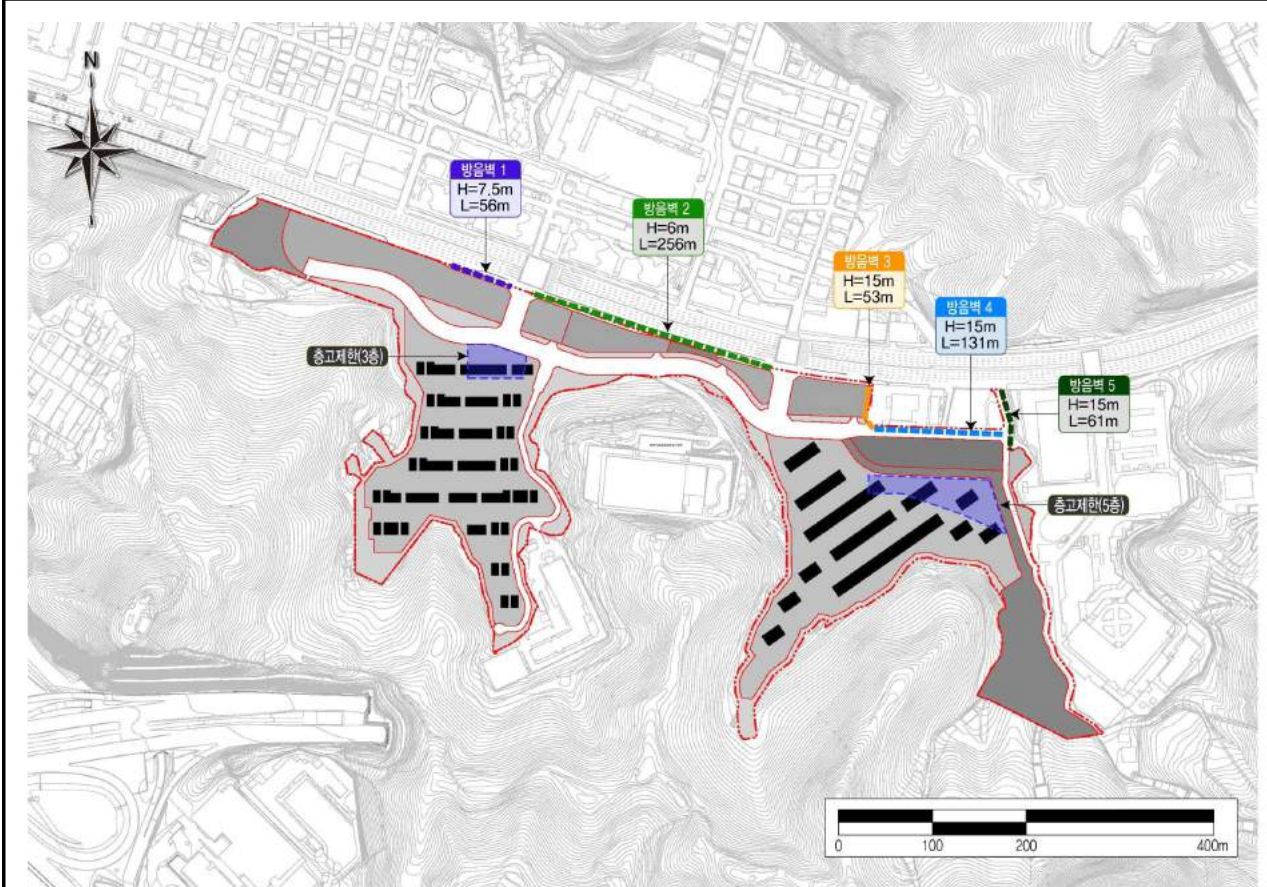 N
방음벽 1
H=7.5m
L=56m
방음벽 2
H=6m
L=256m
방음벽 3
H=15m
L=53m
방음벽 4
H=15m
L=131m
층고제한(3층)
방음벽 5
H=15m
L=61m
층고제한(5층)
0 100 200 400m